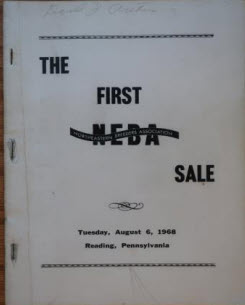 THE
FIRST
NEBA
NORTHEASTERN BREEDERS ASSOCIATION
SALE
Tuesday, August 6, 1968
Reading, Pennsylvania